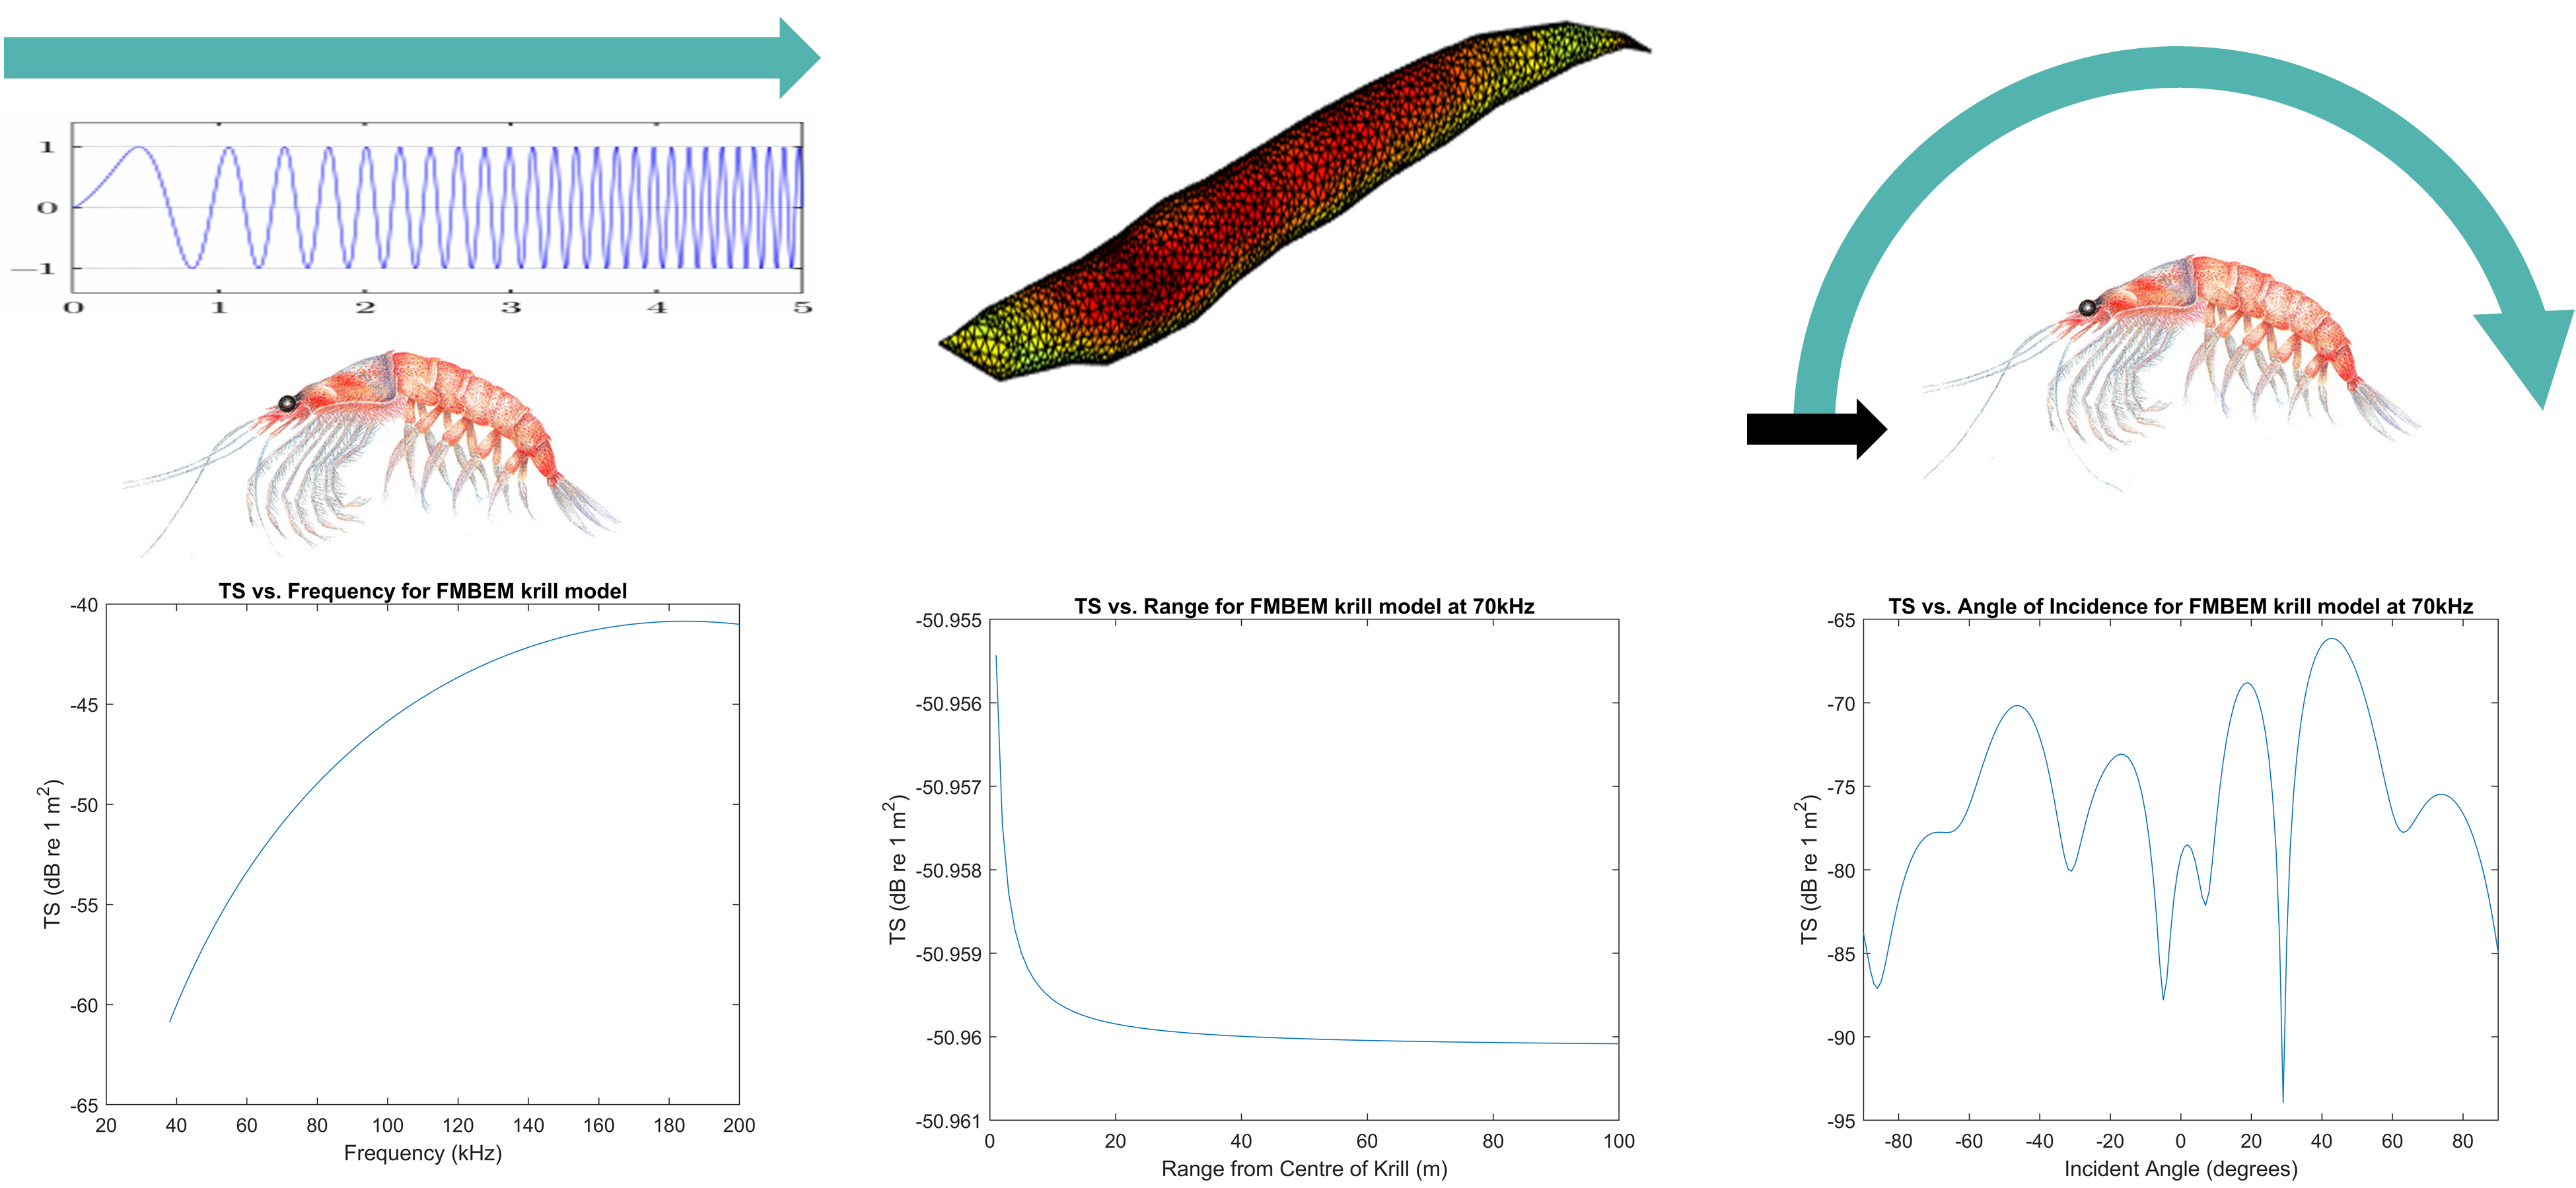 1
0
—1
0 1 2 3 4 5
TS vs. Frequency for FMBEM krill model
-40
-45
-50
-55
-60
-65
TS (dB re 1 m²)
20 40 60 80 100 120 140 160 180 200
Frequency (kHz)
TS vs. Range for FMBEM krill model at 70kHz
-50.955
-50.956
-50.957
-50.958
-50.959
-50.96
-50.961
TS (dB re 1 m²)
0 20 40 60 80 100
Range from Centre of Krill (m)
TS vs. Angle of Incidence for FMBEM krill model at 70kHz
-65
-70
-75
-80
-85
-90
-95
TS (dB re 1 m²)
-80 -60 -40 -20 0 20 40 60 80
Incident Angle (degrees)